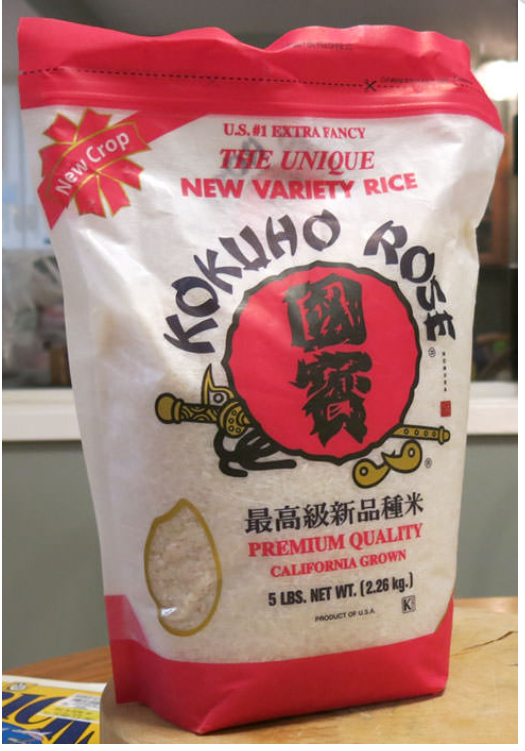 New Crop
U.S. #1 EXTRA FANCY
THE UNIQUE
NEW VARIETY RICE
KOKUHO ROSE®
國寳
®
最高級新品種米
PREMIUM QUALITY
CALIFORNIA GROWN
5 LBS. NET WT. (2.26 kg.)
PRODUCT OF U.S.A.
K